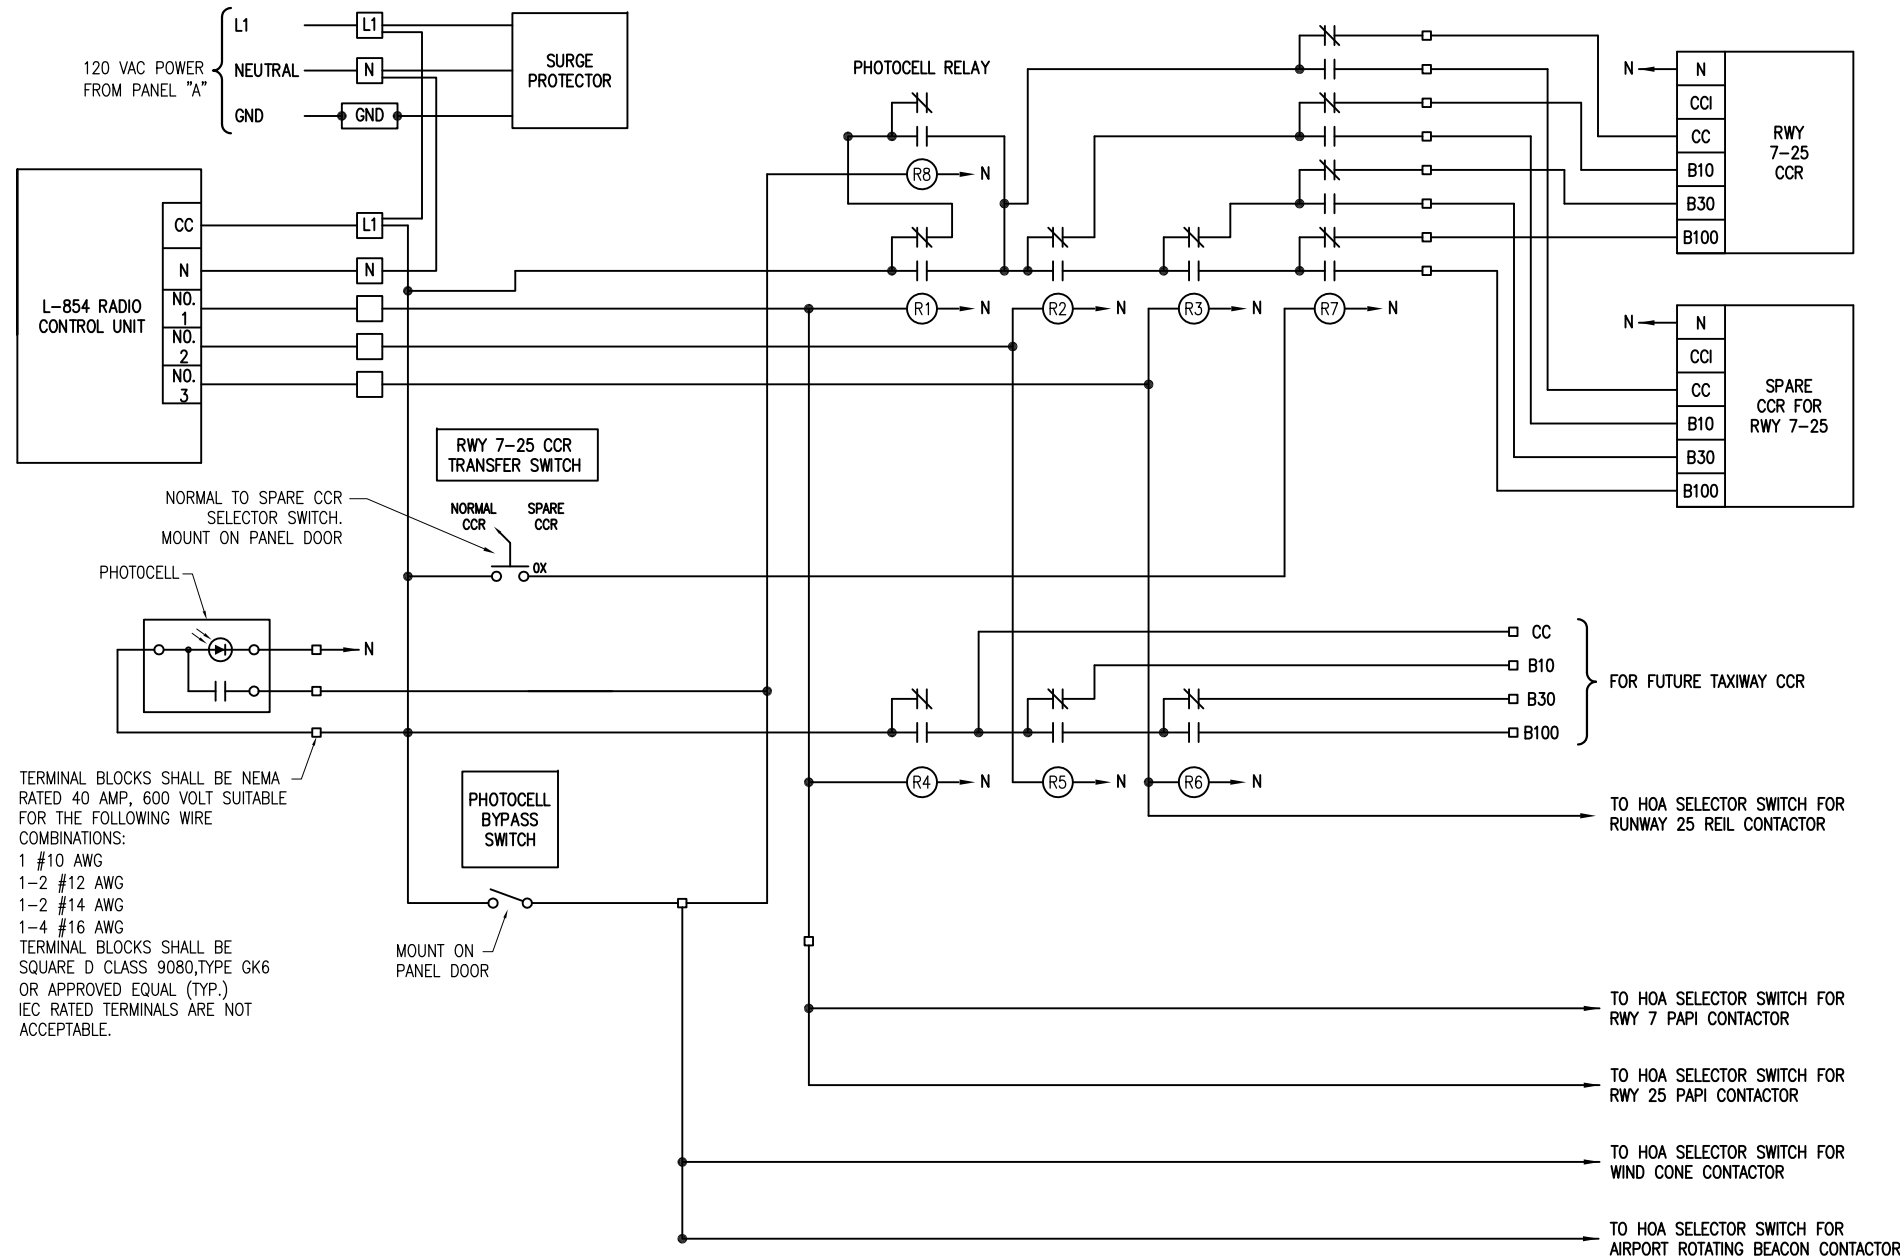 120 VAC POWER
FROM PANEL "A"
L1
NEUTRAL
GND
L1
N
GND
SURGE
PROTECTOR
L-854 RADIO
CONTROL UNIT
CC
N
NO.
1
NO.
2
NO.
3
L1
N
PHOTOCELL RELAY
R8
N
R1
N
R2
N
R3
N
R7
N
N
N
CCI
CC
B10
B30
B100
RWY
7-25
CCR
N
N
CCI
CC
B10
B30
B100
SPARE
CCR FOR
RWY 7-25
RWY 7-25 CCR
TRANSFER SWITCH
NORMAL
CCR
SPARE
CCR
OX
NORMAL TO SPARE CCR
SELECTOR SWITCH.
MOUNT ON PANEL DOOR
PHOTOCELL
N
CC
B10
B30
B100
FOR FUTURE TAXIWAY CCR
R4
N
R5
N
R6
N
TERMINAL BLOCKS SHALL BE NEMA
RATED 40 AMP, 600 VOLT SUITABLE
FOR THE FOLLOWING WIRE
COMBINATIONS:
1 #10 AWG
1-2 #12 AWG
1-2 #14 AWG
1-4 #16 AWG
TERMINAL BLOCKS SHALL BE
SQUARE D CLASS 9080,TYPE GK6
OR APPROVED EQUAL (TYP.)
IEC RATED TERMINALS ARE NOT
ACCEPTABLE.
PHOTOCELL
BYPASS
SWITCH
MOUNT ON
PANEL DOOR
TO HOA SELECTOR SWITCH FOR
RUNWAY 25 REIL CONTACTOR
TO HOA SELECTOR SWITCH FOR
RWY 7 PAPI CONTACTOR
TO HOA SELECTOR SWITCH FOR
RWY 25 PAPI CONTACTOR
TO HOA SELECTOR SWITCH FOR
WIND CONE CONTACTOR
TO HOA SELECTOR SWITCH FOR
AIRPORT ROTATING BEACON CONTACTOR